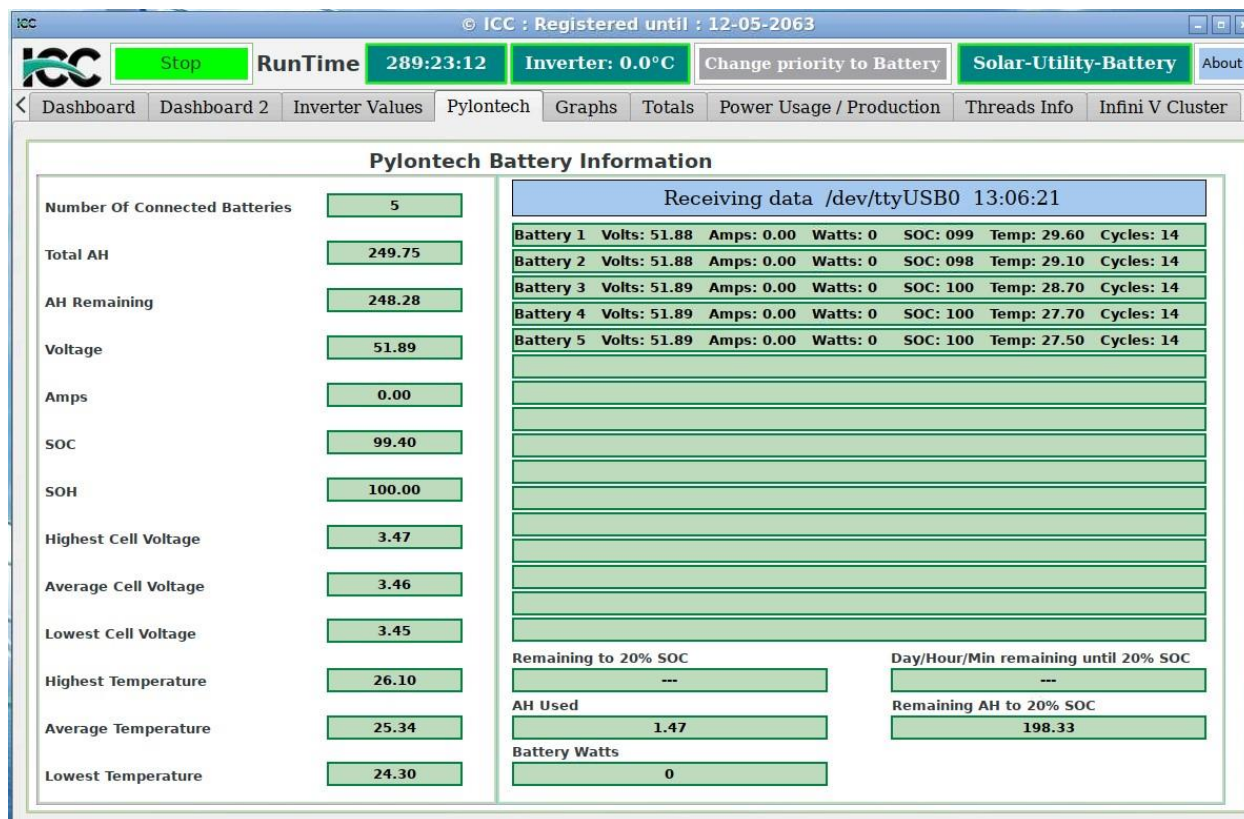 ICC
© ICC : Registered until : 12-05-2063
ICC Stop RunTime 289:23:12 Inverter: 0.0°C Change priority to Battery Solar-Utility-Battery About
Dashboard Dashboard 2 Inverter Values Pylontech Graphs Totals Power Usage / Production Threads Info Infini V Cluster
Pylontech Battery Information
Number Of Connected Batteries 5
Total AH 249.75
AH Remaining 248.28
Voltage 51.89
Amps 0.00
SOC 99.40
SOH 100.00
Highest Cell Voltage 3.47
Average Cell Voltage 3.46
Lowest Cell Voltage 3.45
Highest Temperature 26.10
Average Temperature 25.34
Lowest Temperature 24.30
Receiving data /dev/ttyUSB0 13:06:21
Battery 1 Volts: 51.88 Amps: 0.00 Watts: 0 SOC: 099 Temp: 29.60 Cycles: 14
Battery 2 Volts: 51.88 Amps: 0.00 Watts: 0 SOC: 098 Temp: 29.10 Cycles: 14
Battery 3 Volts: 51.89 Amps: 0.00 Watts: 0 SOC: 100 Temp: 28.70 Cycles: 14
Battery 4 Volts: 51.89 Amps: 0.00 Watts: 0 SOC: 100 Temp: 27.70 Cycles: 14
Battery 5 Volts: 51.89 Amps: 0.00 Watts: 0 SOC: 100 Temp: 27.50 Cycles: 14
Remaining to 20% SOC Day/Hour/Min remaining until 20% SOC
--- ---
AH Used Remaining AH to 20% SOC
1.47 198.33
Battery Watts
0